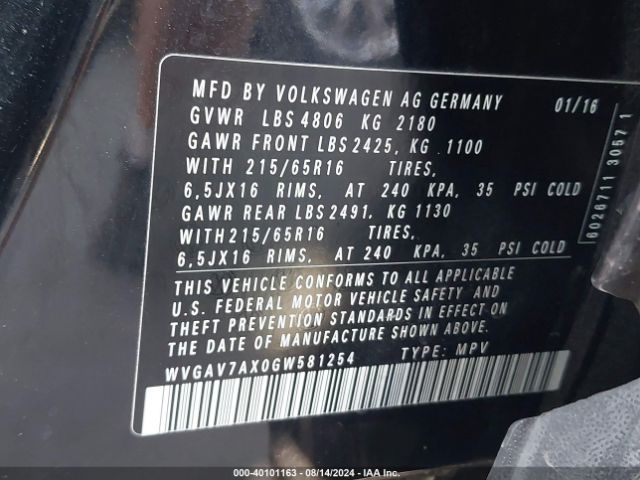 MFD BY VOLKSWAGEN AG GERMANY 01/16
GVWR LBS 4806 KG 2180
GAWR FRONT LBS 2425, KG 1100
WITH 215/65R16 TIRES,
6,5JX16 RIMS, AT 240 KPA, 35 PSI COLD
GAWR REAR LBS 2491, KG 1130
WITH 215/65R16 TIRES,
6,5JX16 RIMS, AT 240 KPA, 35 PSI COLD
THIS VEHICLE CONFORMS TO ALL APPLICABLE
U.S. FEDERAL MOTOR VEHICLE SAFETY AND
THEFT PREVENTION STANDARDS IN EFFECT ON
THE DATE OF MANUFACTURE SHOWN ABOVE.
WVGAV7AX0GW581254 TYPE: MPV
6026711 3057 1
000-40101163 - 08/14/2024 - IAA Inc.